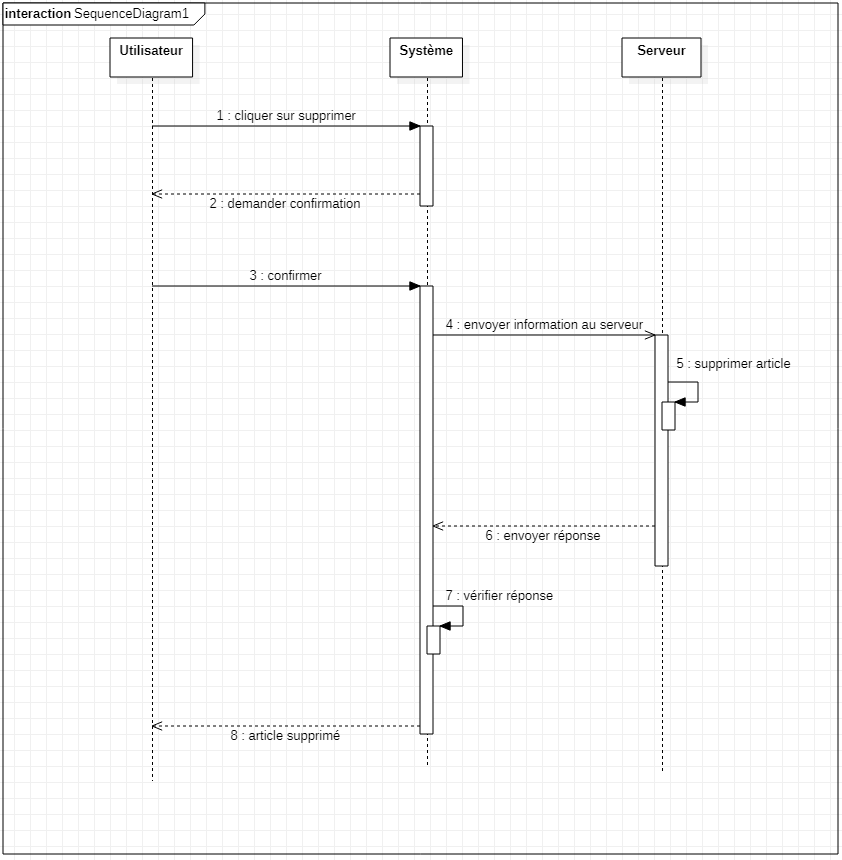 interaction SequenceDiagram1
Utilisateur
Système
Serveur
1 : cliquer sur supprimer
2 : demander confirmation
3 : confirmer
4 : envoyer information au serveur
5 : supprimer article
6 : envoyer réponse
7 : vérifier réponse
8 : article supprimé